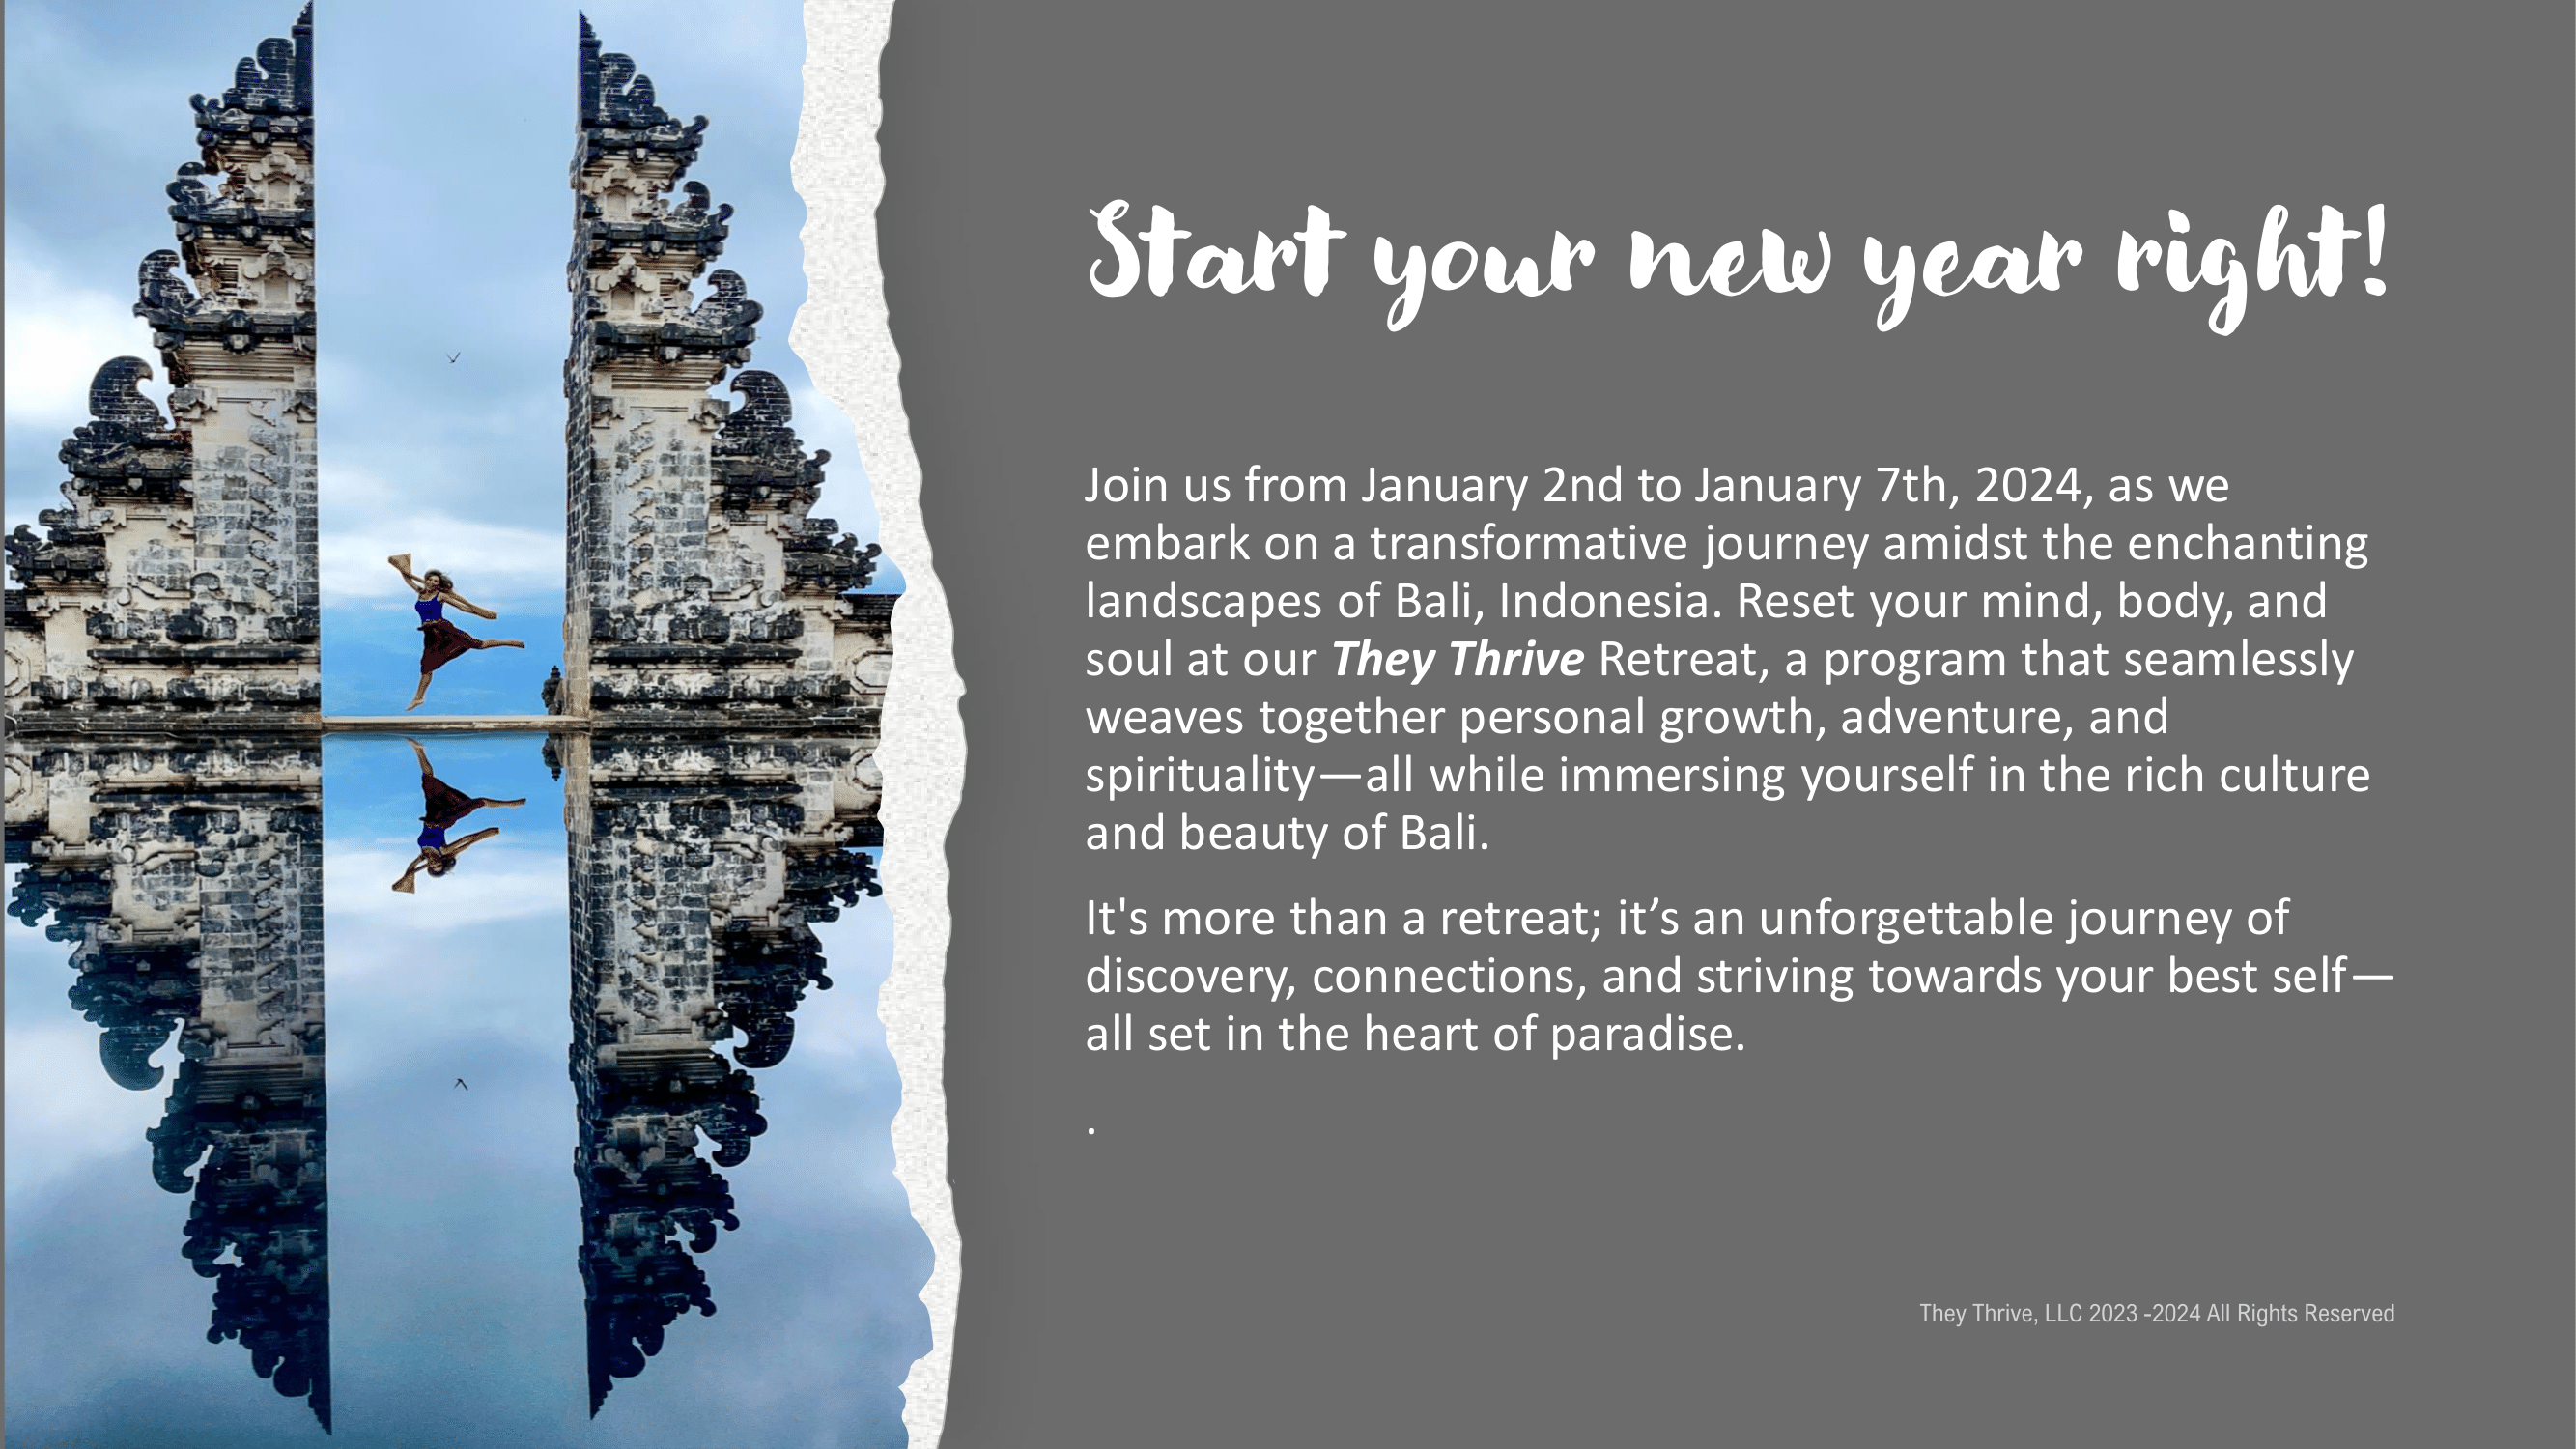 Start your new year right!
Join us from January 2nd to January 7th, 2024, as we
embark on a transformative journey amidst the enchanting
landscapes of Bali, Indonesia. Reset your mind, body, and
soul at our They Thrive Retreat, a program that seamlessly
weaves together personal growth, adventure, and
spirituality—all while immersing yourself in the rich culture
and beauty of Bali.
It's more than a retreat; it’s an unforgettable journey of
discovery, connections, and striving towards your best self—
all set in the heart of paradise.
.
They Thrive, LLC 2023 -2024 All Rights Reserved